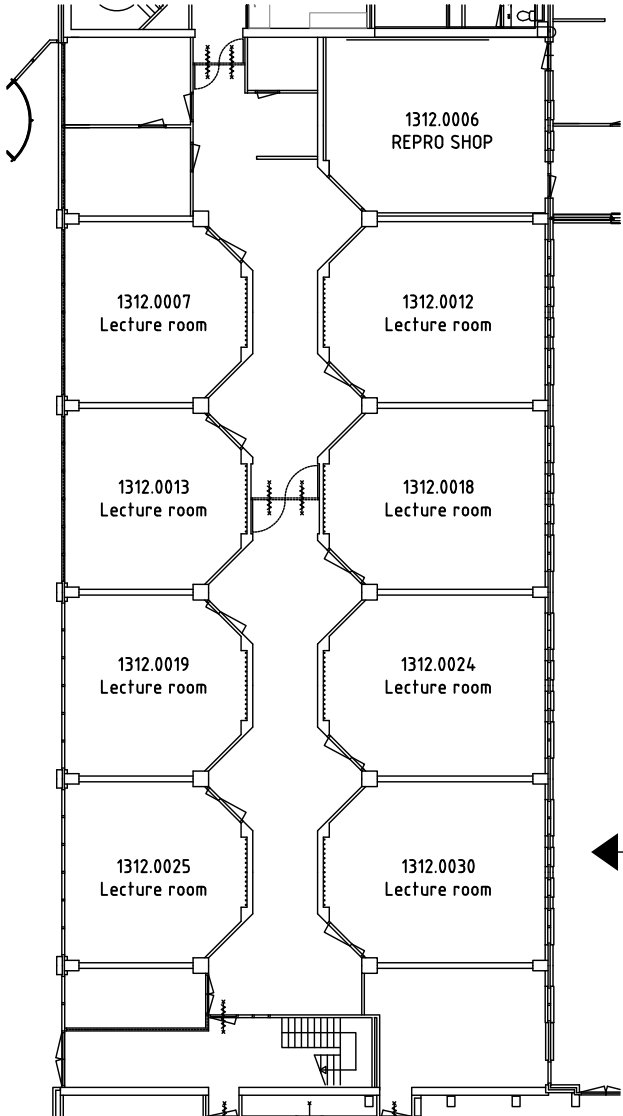 1312.0006
REPRO SHOP
1312.0007
Lecture room
1312.0012
Lecture room
1312.0013
Lecture room
1312.0018
Lecture room
1312.0019
Lecture room
1312.0024
Lecture room
1312.0025
Lecture room
1312.0030
Lecture room